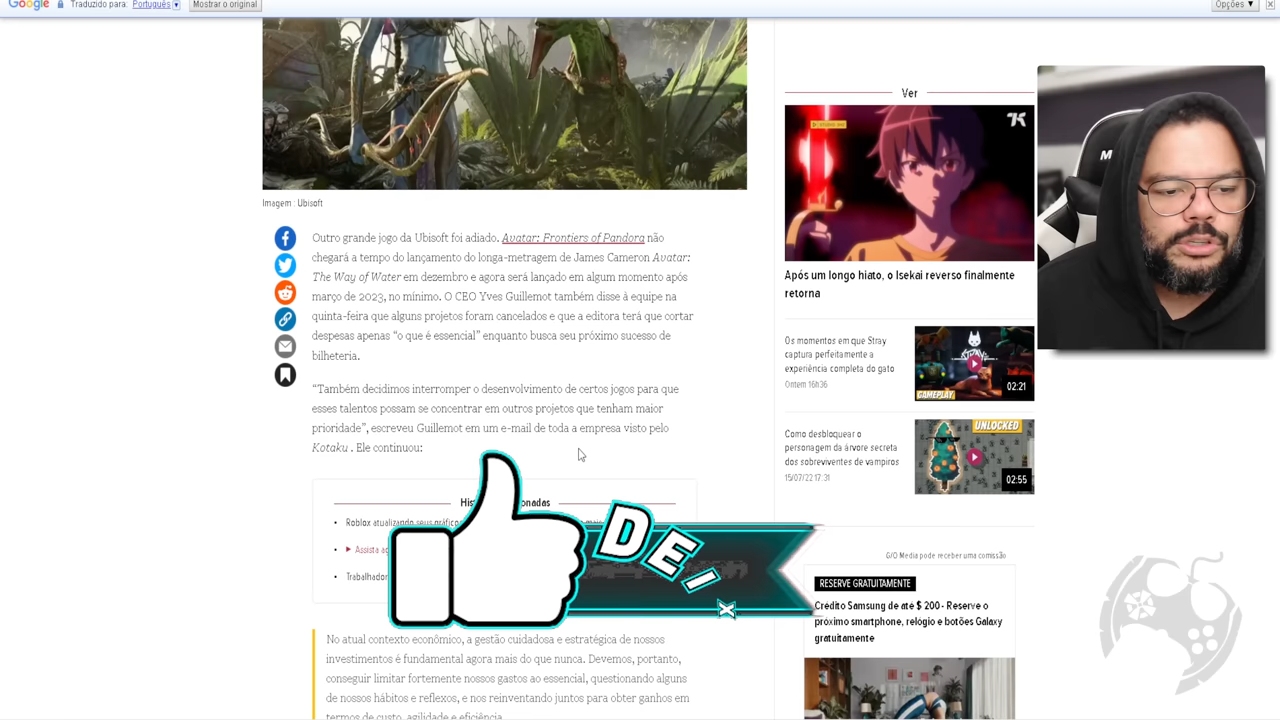 Google Traduzido para: Português ▼ Mostrar o original Opções ▼
Imagem : Ubisoft
Outro grande jogo da Ubisoft foi adiado. Avatar: Frontiers of Pandora não
chegará a tempo do lançamento do longa-metragem de James Cameron Avatar:
The Way of Water em dezembro e agora será lançado em algum momento após
março de 2023, no mínimo. O CEO Yves Guillemot também disse à equipe na
quinta-feira que alguns projetos foram cancelados e que a editora terá que cortar
despesas apenas “o que é essencial” enquanto busca seu próximo sucesso de
bilheteria.
“Também decidimos interromper o desenvolvimento de certos jogos para que
esses talentos possam se concentrar em outros projetos que tenham maior
prioridade”, escreveu Guillemot em um e-mail de toda a empresa visto pelo
Kotaku . Ele continuou:
Roblox atualizando seus
Assista
DEIX
No atual contexto econômico, a gestão cuidadosa e estratégica de nossos
investimentos é fundamental agora mais do que nunca. Devemos, portanto,
conseguir limitar fortemente nossos gastos ao essencial, questionando alguns
de nossos hábitos e reflexos, e nos reinventando juntos para obter ganhos em
termos de custo, agilidade e eficiência.
Ver
Após um longo hiato, o Isekai reverso finalmente
retorna
Os momentos em que Stray
captura perfeitamente a
experiência completa do gato
Ontem 16h36
STRAY
GAMEPLAY
02:21
Como desbloquear o
personagem da árvore secreta
dos sobreviventes de vampiros
15/07/22 17:31
UNLOCKED
02:55
G/O Media pode receber uma comissão
RESERVE GRATUITAMENTE
Crédito Samsung de até $ 200 - Reserve o
próximo smartphone, relógio e botões Galaxy
gratuitamente
M